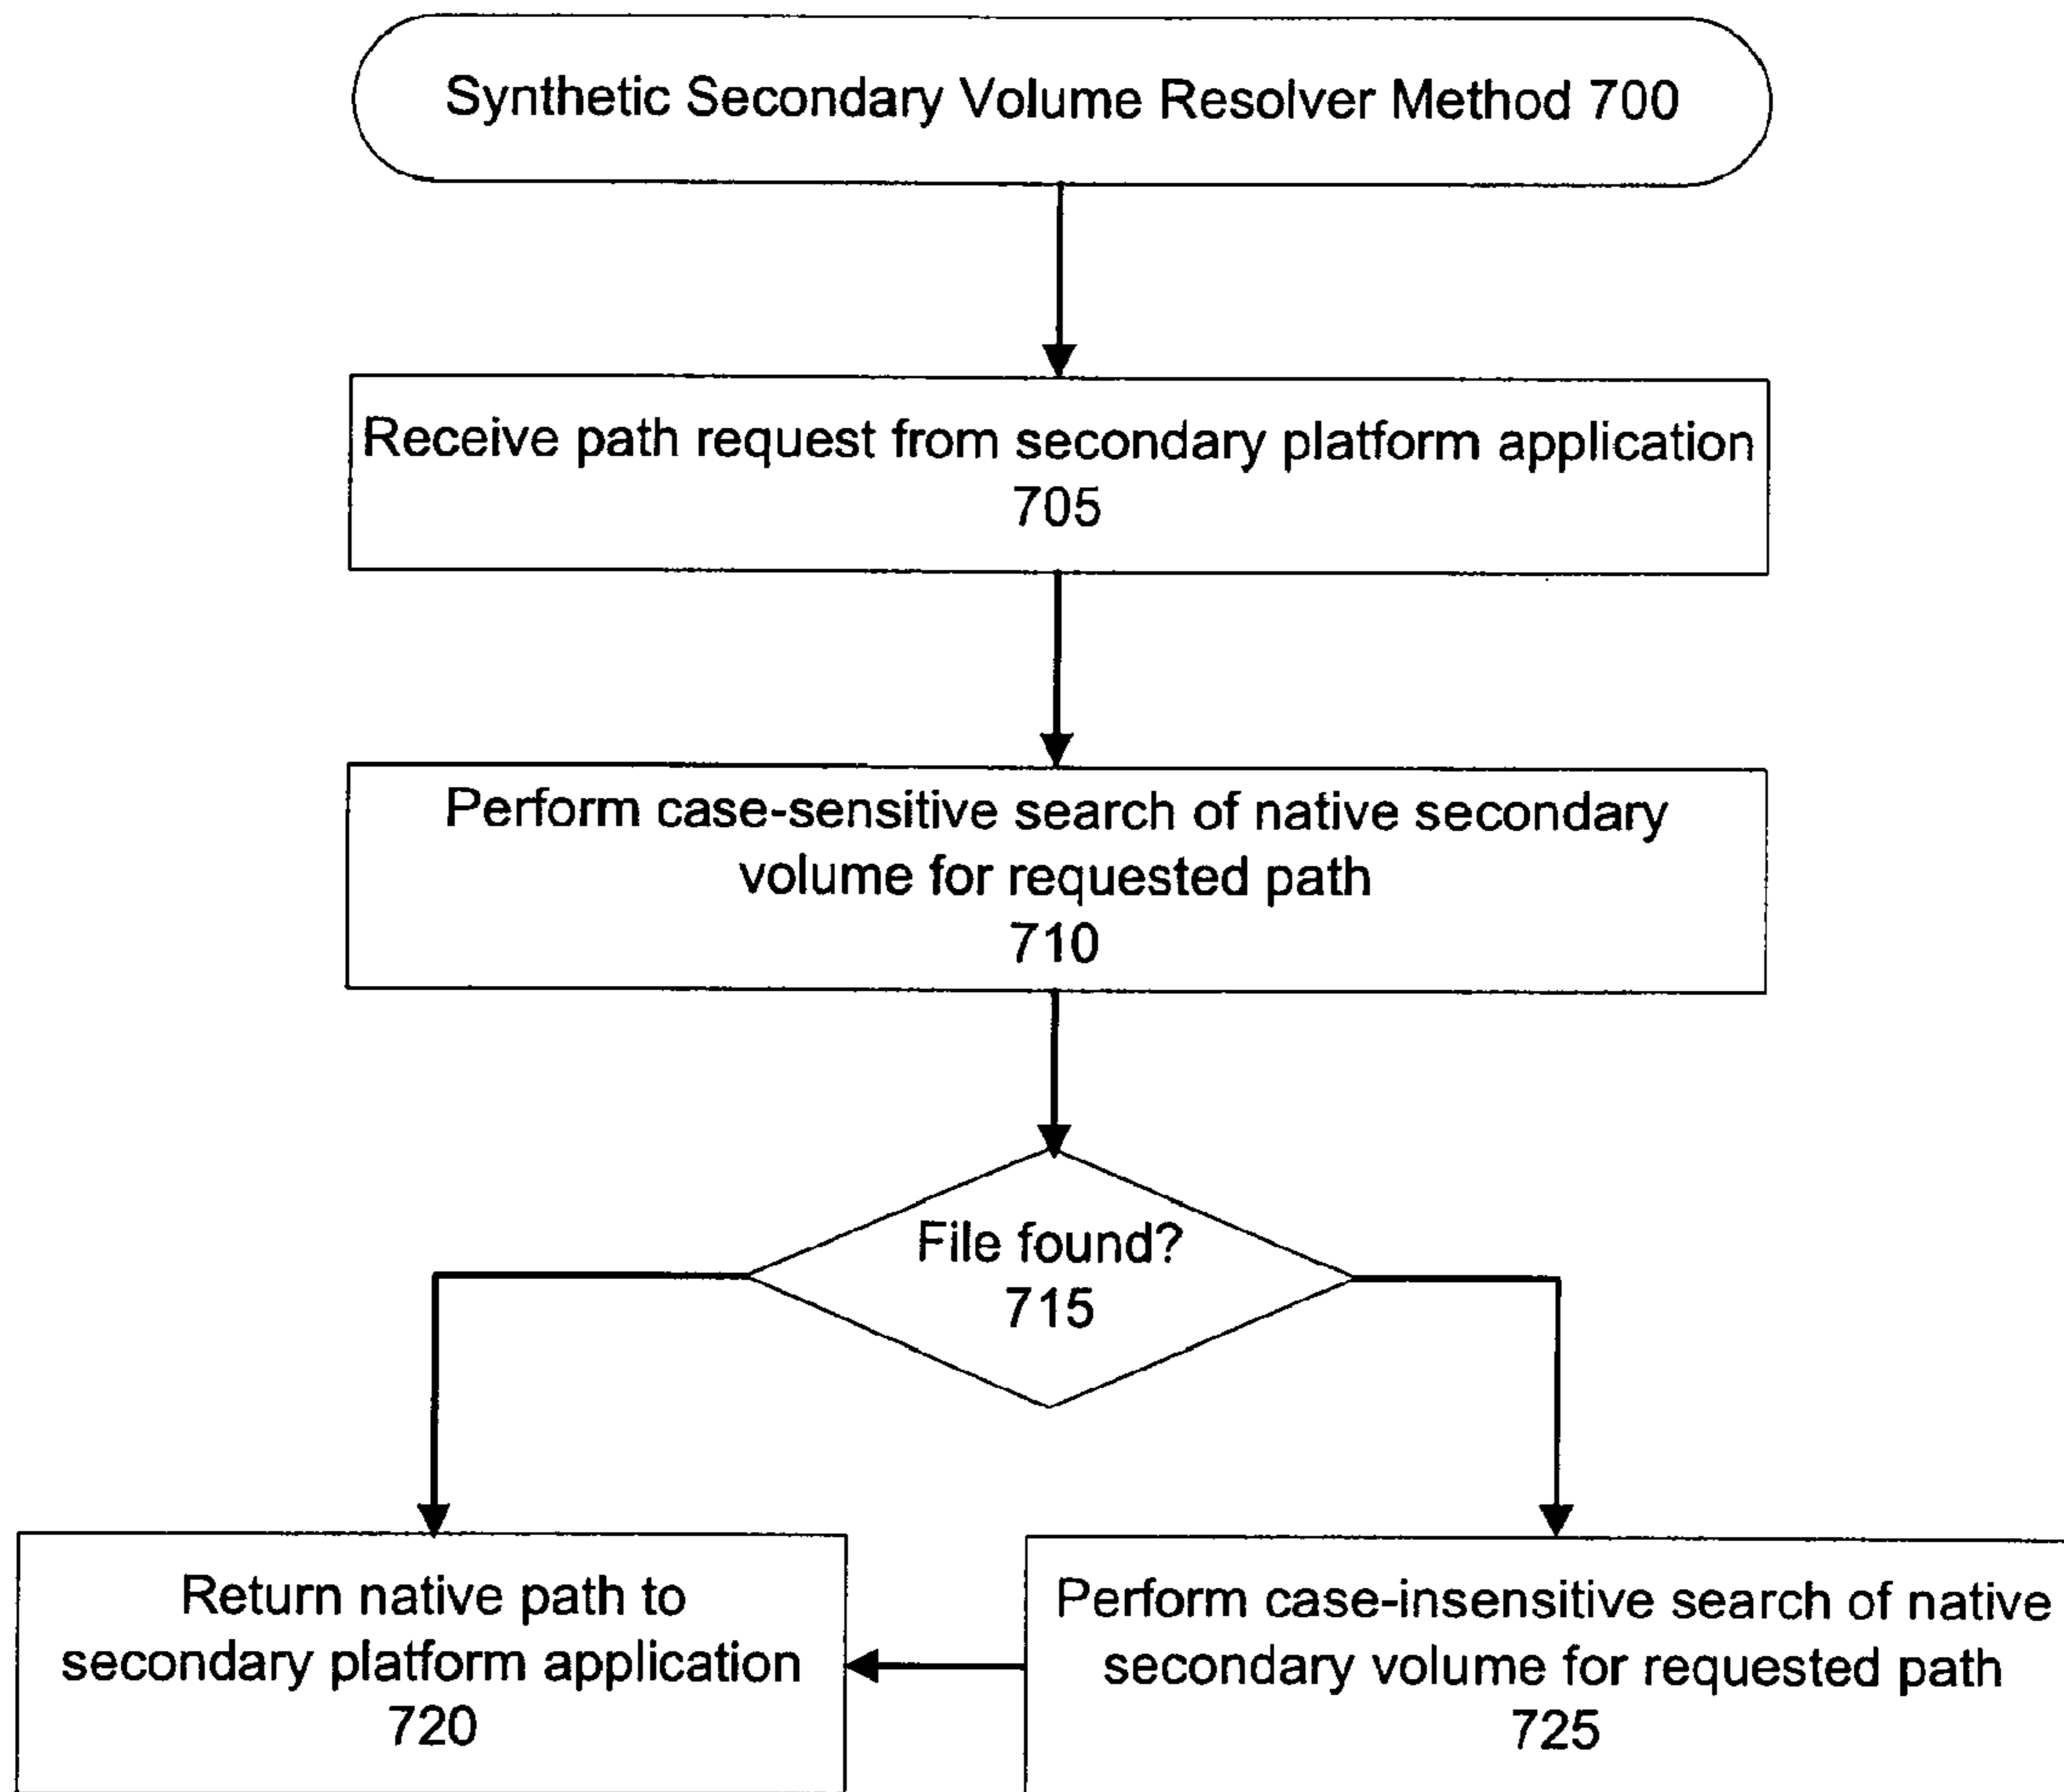 Synthetic Secondary Volume Resolver Method 700
Receive path request from secondary platform application
705
Perform case-sensitive search of native secondary
volume for requested path
710
File found?
715
Return native path to
secondary platform application
720
Perform case-insensitive search of native
secondary volume for requested path
725